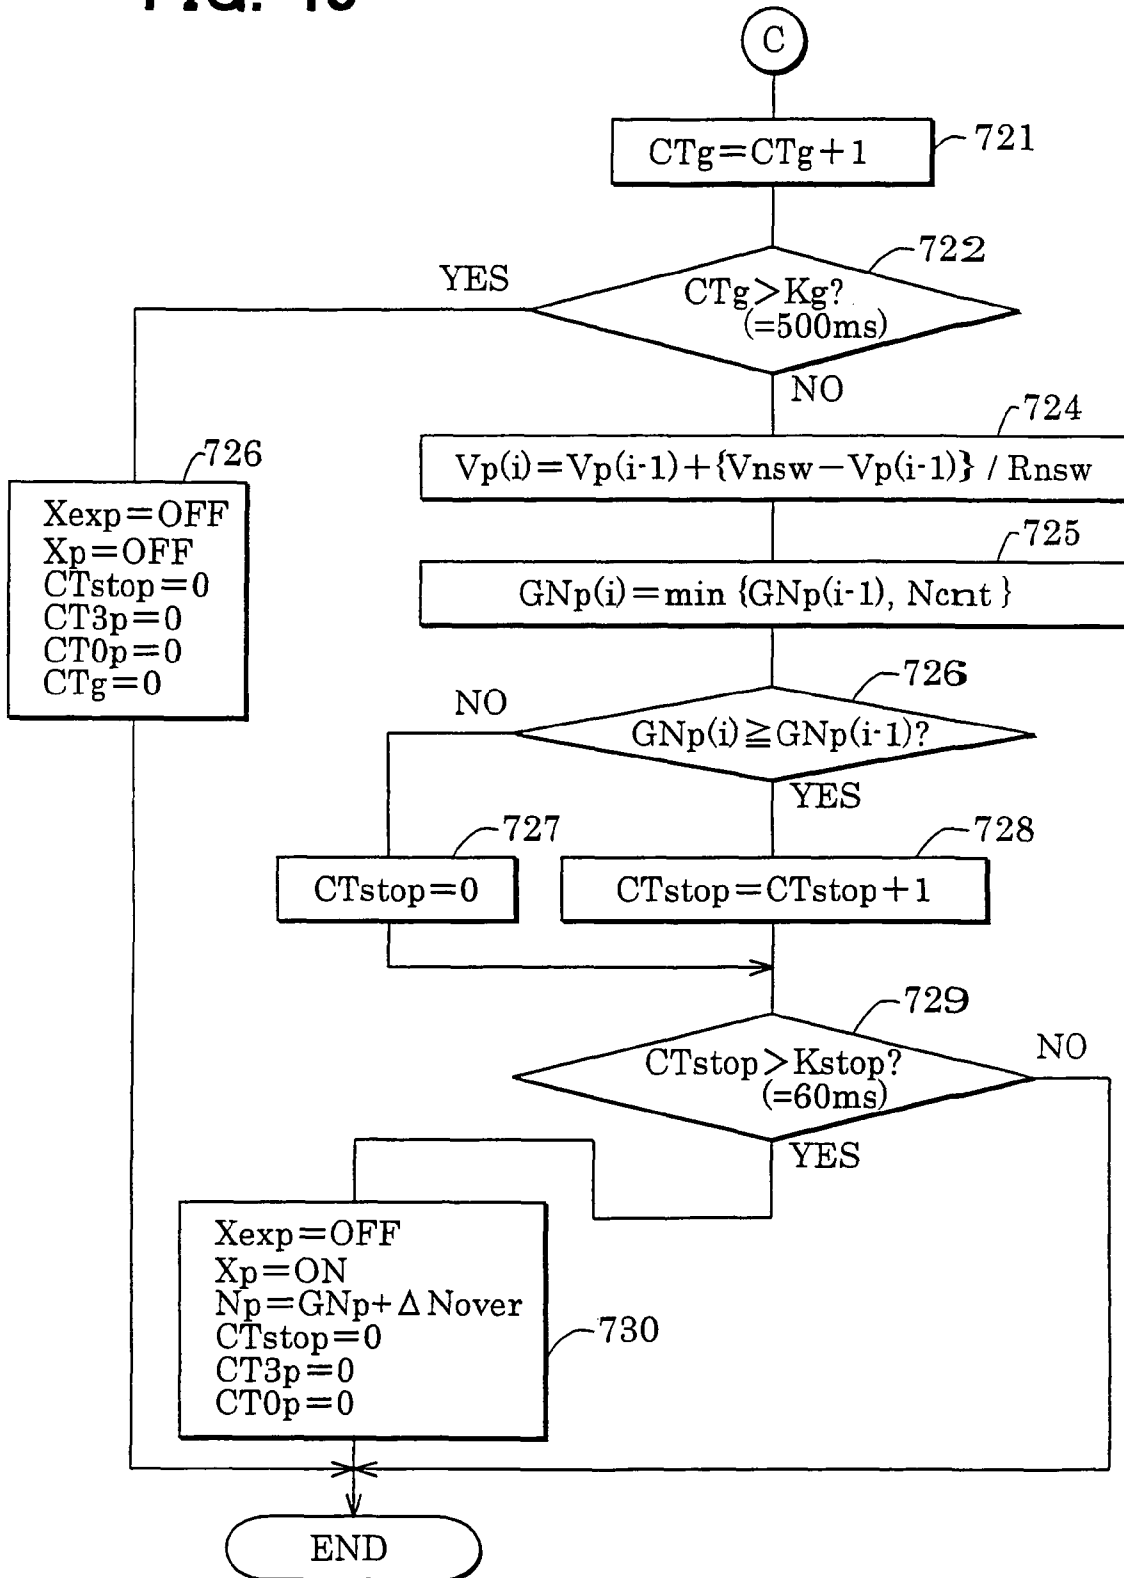 C
CTg=CTg+1
721
722
YES
CTg>Kg?
(=500ms)
NO
724
Vp(i)=Vp(i-1)+{Vnsw-Vp(i-1)} / Rnsw
726
Xexp=OFF
Xp=OFF
CTstop=0
CT3p=0
CT0p=0
CTg=0
725
GNp(i)=min {GNp(i-1), Ncnt}
726
NO
GNp(i)≧GNp(i-1)?
YES
727
CTstop=0
728
CTstop=CTstop+1
729
CTstop>Kstop?
(=60ms)
NO
YES
Xexp=OFF
Xp=ON
Np=GNp+ΔNover
CTstop=0
CT3p=0
CT0p=0
730
END